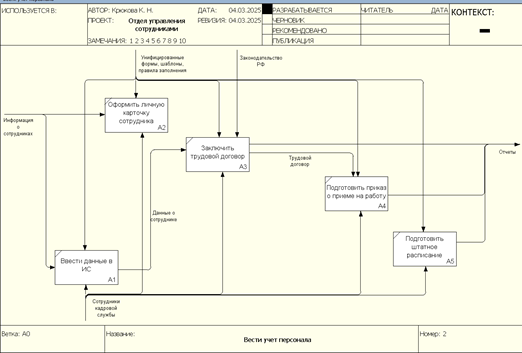 ИСПОЛЬЗУЕТСЯ В:
АВТОР: Крюкова К. Н.
ДАТА: 04.03.2025
РАЗРАБАТЫВАЕТСЯ
ЧИТАТЕЛЬ
ДАТА
КОНТЕКСТ:
ПРОЕКТ: Отдел управления
сотрудниками
РЕВИЗИЯ: 04.03.2025
ЧЕРНОВИК
РЕКОМЕНДОВАНО
ЗАМЕЧАНИЯ: 1 2 3 4 5 6 7 8 9 10
ПУБЛИКАЦИЯ
Унифицированные
формы, шаблоны,
правила заполнения
Законодательство
РФ
Информация
о
сотрудниках
Оформить личную
карточку
сотрудника
A2
Заключить
трудовой договор
A3
Отчеты
Трудовой
договор
Подготовить приказ
о приеме на работу
A4
Данные о
сотруднике
Подготовить
штатное
расписание
A5
Ввести данные в
ИС
A1
Сотрудники
кадровой
службы
Ветка: A0
Название:
Вести учет персонала
Номер: 2